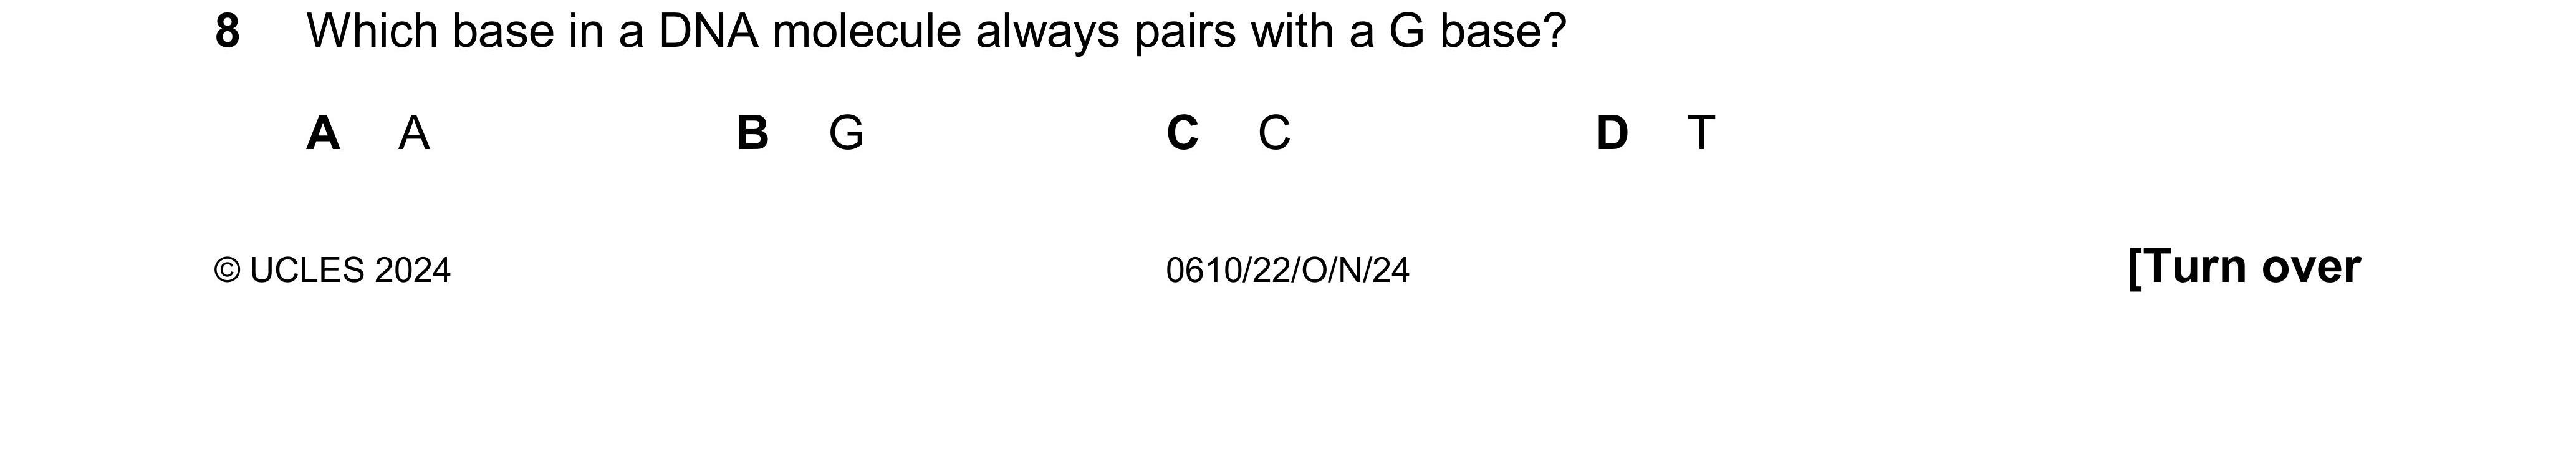 8 Which base in a DNA molecule always pairs with a G base?
A A B G C C D T
© UCLES 2024 0610/22/O/N/24 [Turn over